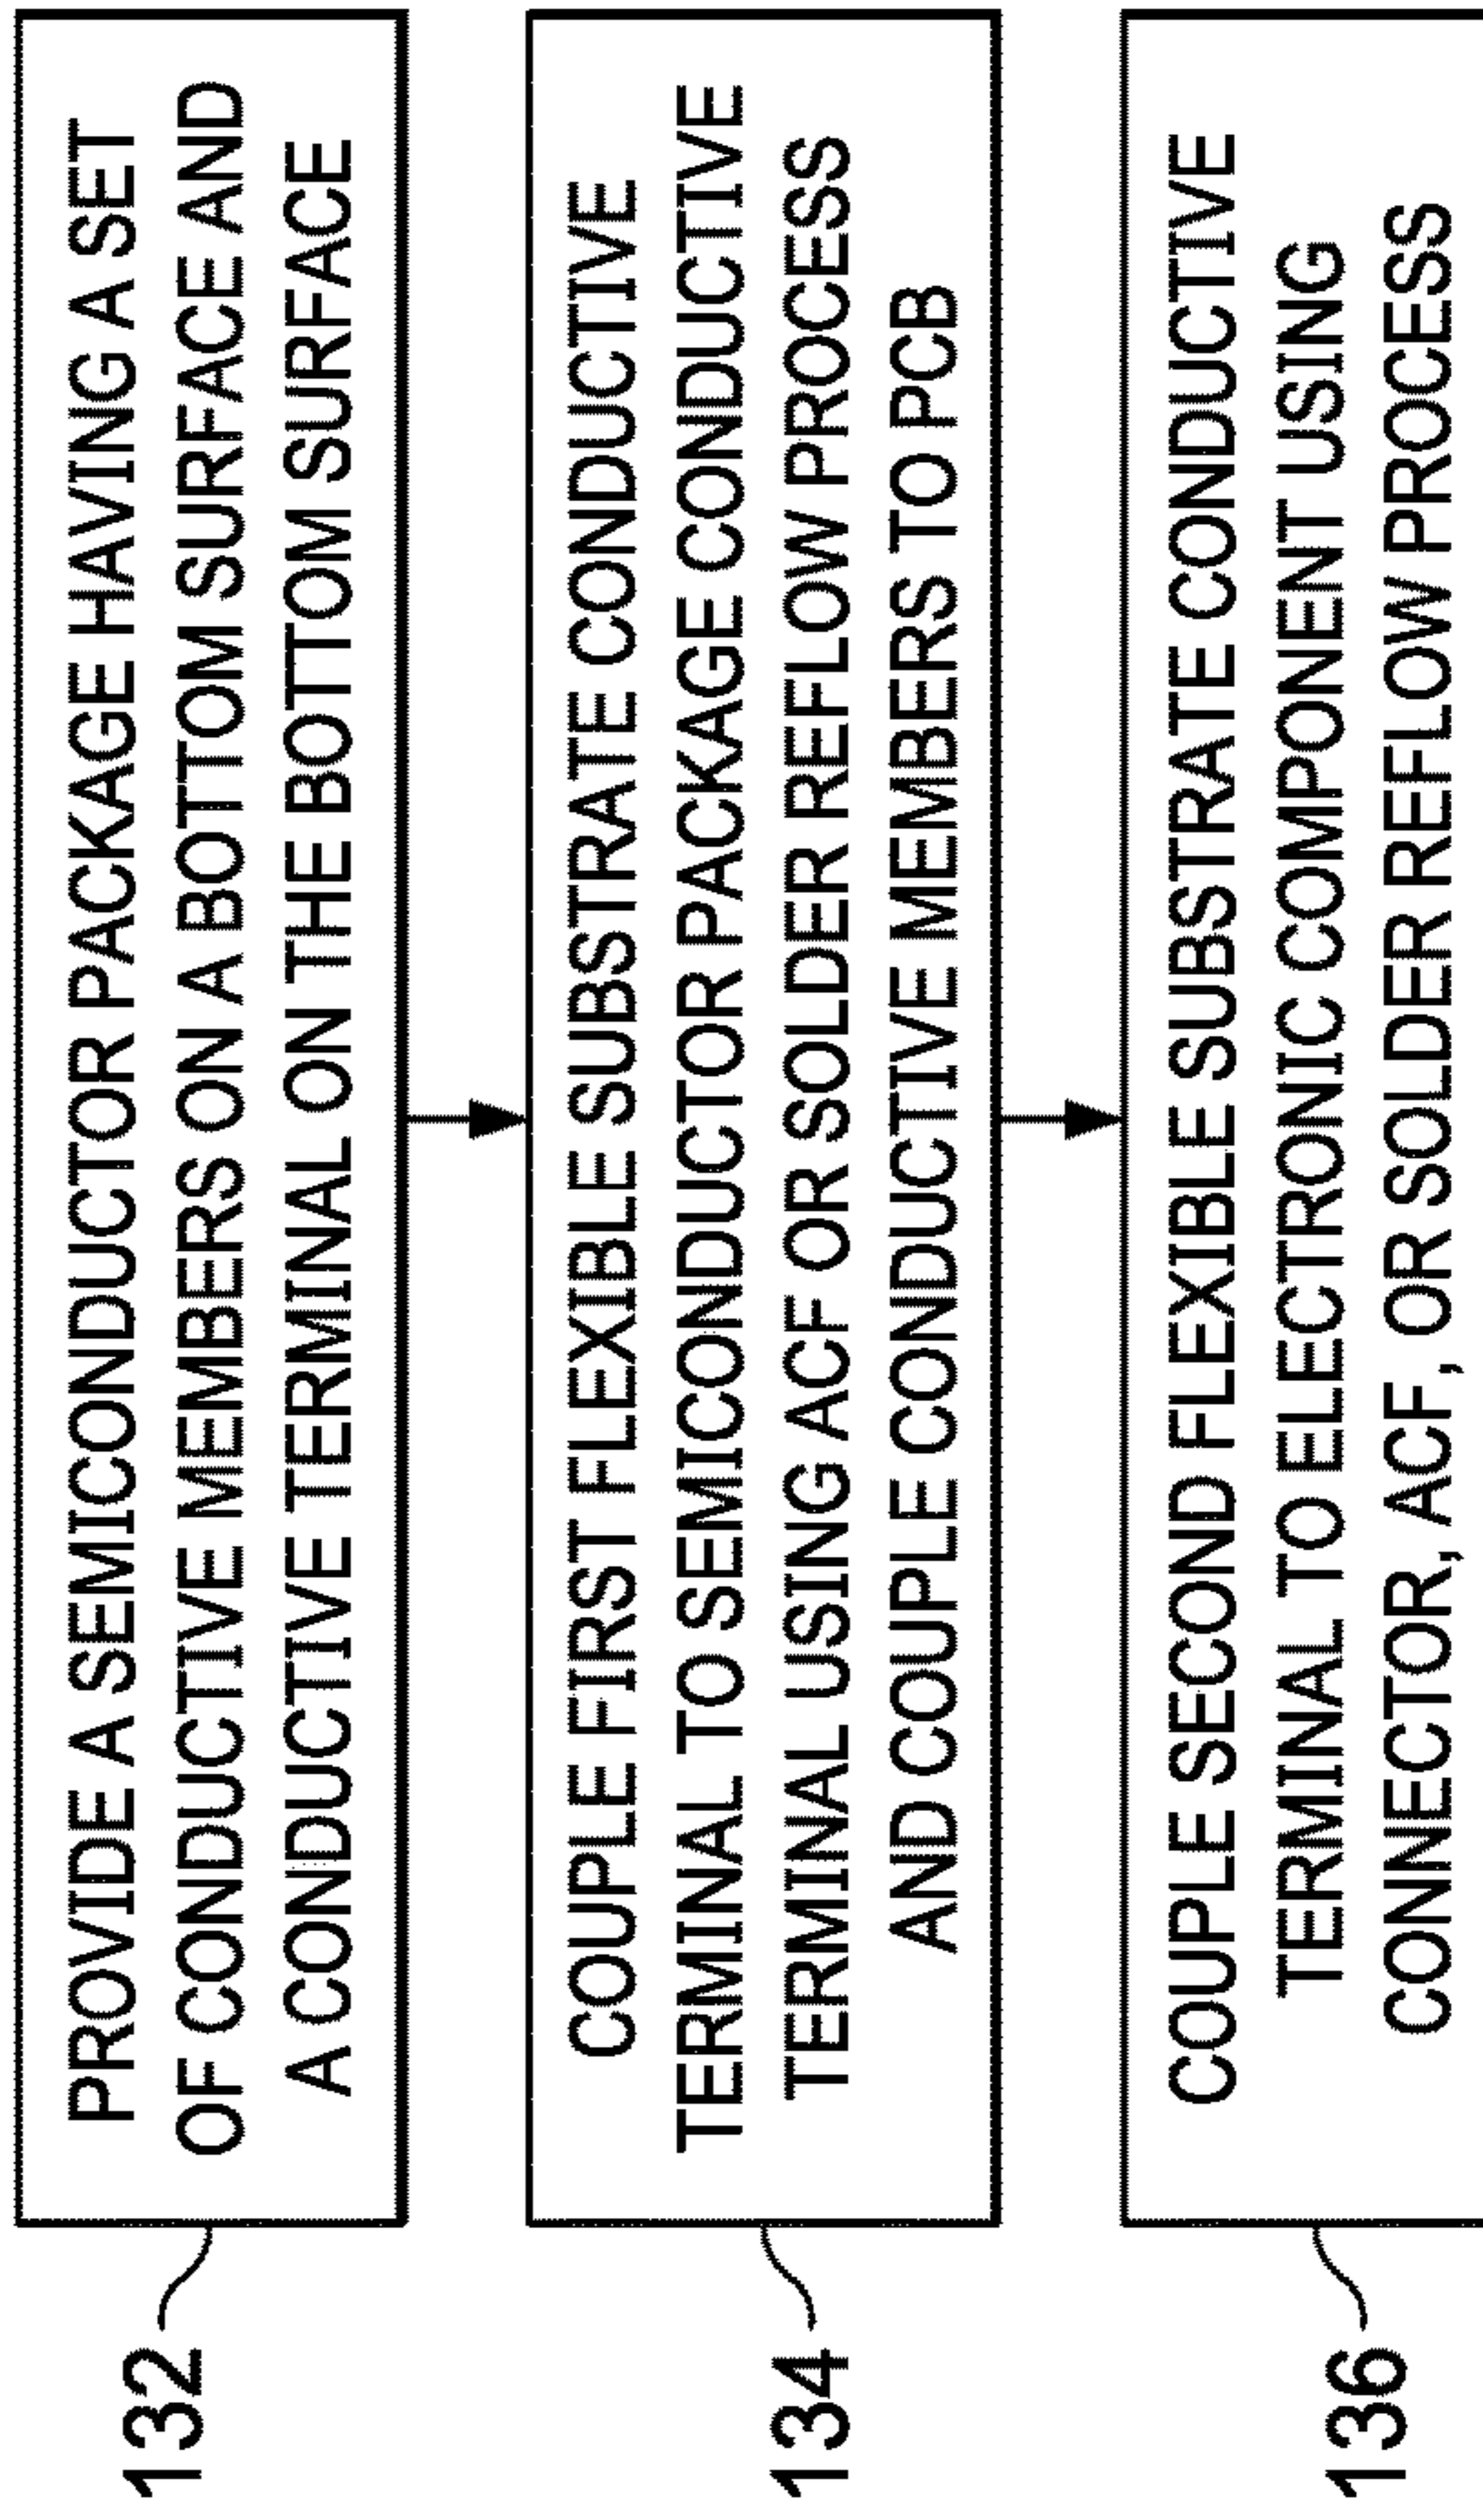 132
PROVIDE A SEMICONDUCTOR PACKAGE HAVING A SET
OF CONDUCTIVE MEMBERS ON A BOTTOM SURFACE AND
A CONDUCTIVE TERMINAL ON THE BOTTOM SURFACE
134
COUPLE FIRST FLEXIBLE SUBSTRATE CONDUCTIVE
TERMINAL TO SEMICONDUCTOR PACKAGE CONDUCTIVE
TERMINAL USING ACF OR SOLDER REFLOW PROCESS
AND COUPLE CONDUCTIVE MEMBERS TO PCB
136
COUPLE SECOND FLEXIBLE SUBSTRATE CONDUCTIVE
TERMINAL TO ELECTRONIC COMPONENT USING
CONNECTOR, ACF, OR SOLDER REFLOW PROCESS